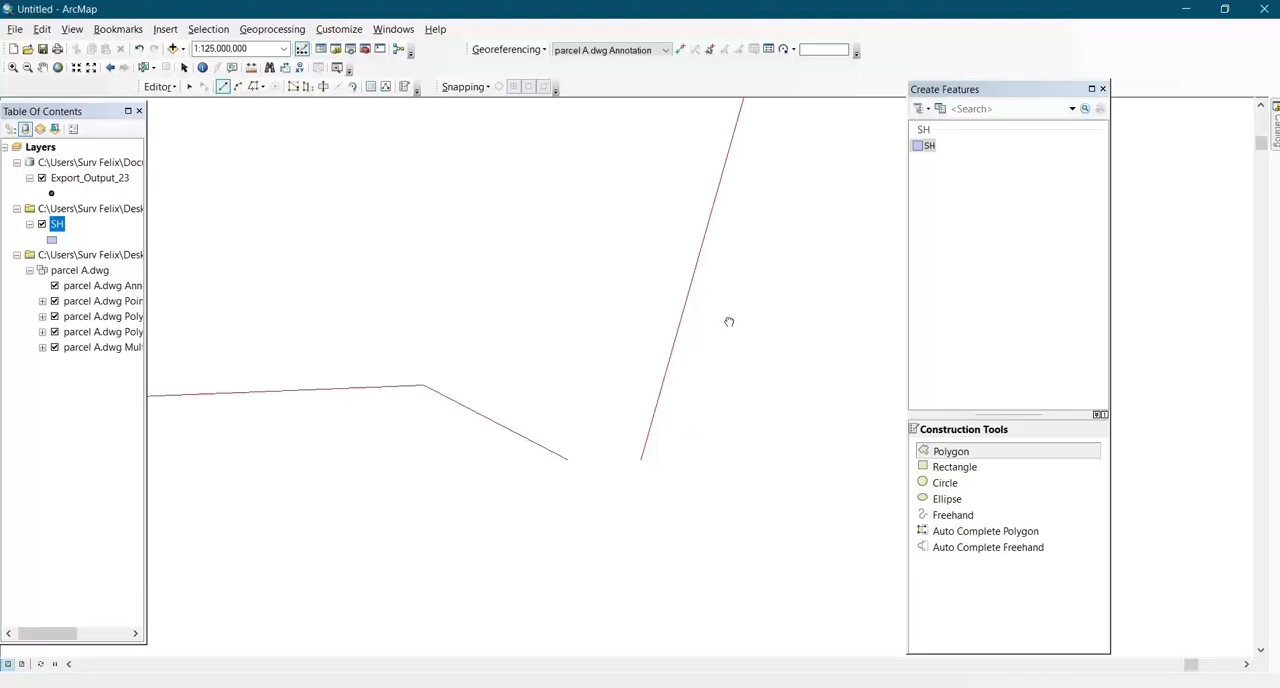 Untitled - ArcMap
File Edit View Bookmarks Insert Selection Geoprocessing Customize Windows Help
1:125,000,000
Georeferencing
parcel A.dwg Annotation
Editor
Snapping
Table Of Contents
Layers
C:\Users\Surv Felix\Docu
Export_Output_23
C:\Users\Surv Felix\Desk
SH
C:\Users\Surv Felix\Desk
parcel A.dwg
parcel A.dwg Ann
parcel A.dwg Poin
parcel A.dwg Poly
parcel A.dwg Poly
parcel A.dwg Mul
Create Features
<Search>
SH
SH
Construction Tools
Polygon
Rectangle
Circle
Ellipse
Freehand
Auto Complete Polygon
Auto Complete Freehand
Catalog